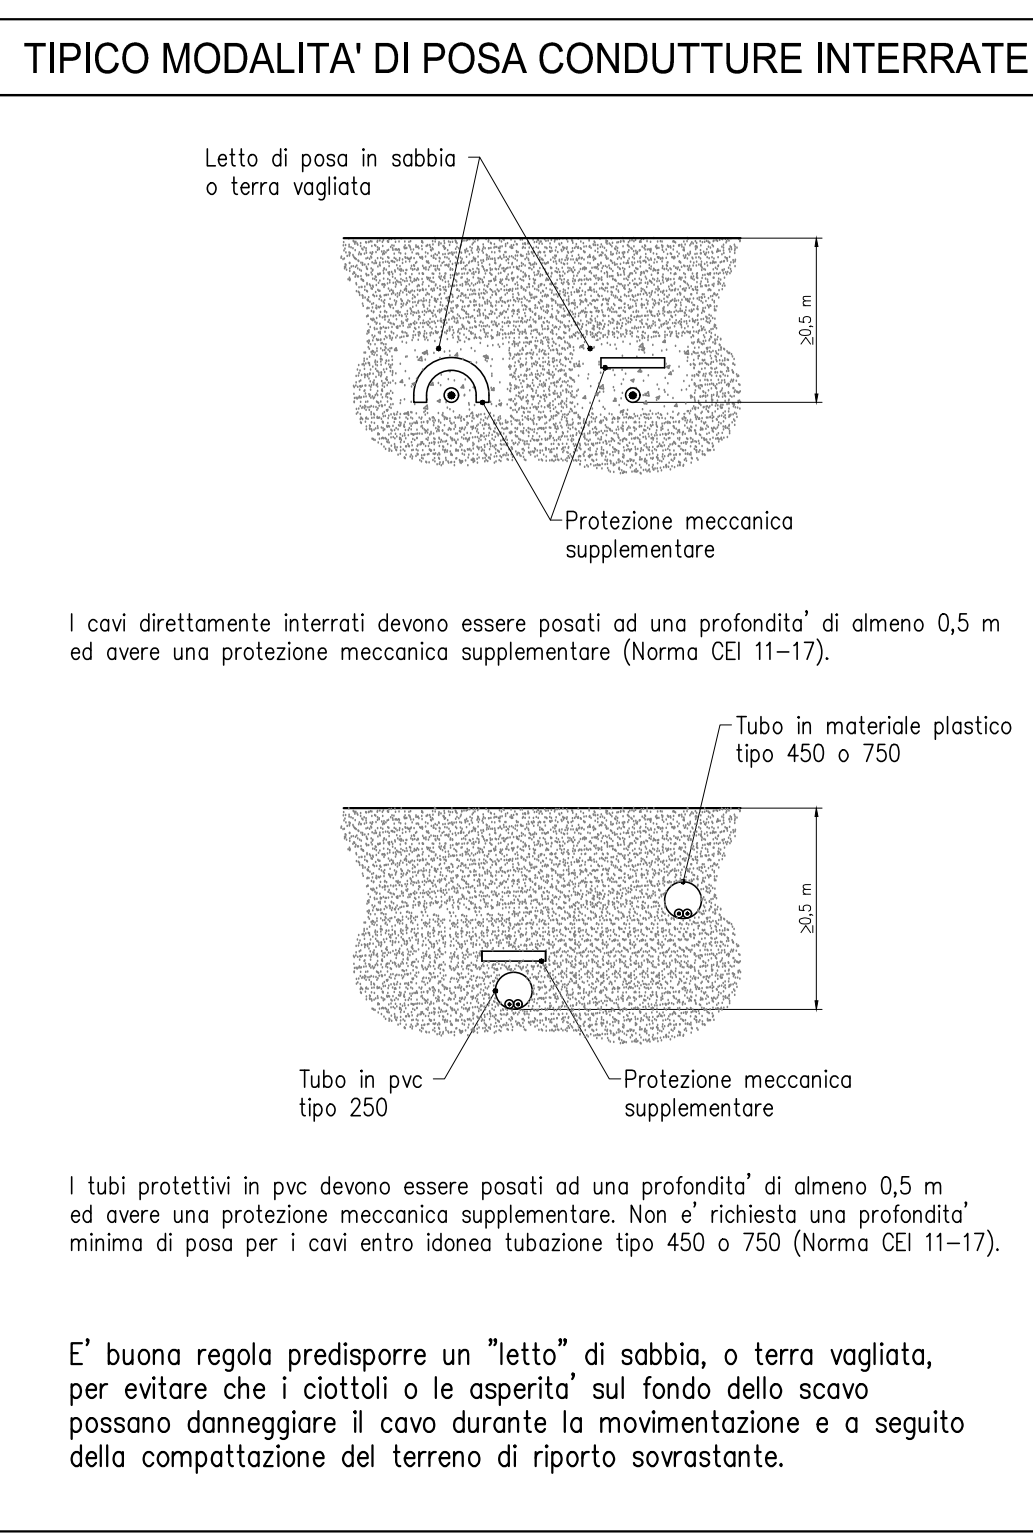 TIPICO MODALITA' DI POSA CONDUTTURE INTERRATE
Letto di posa in sabbia
o terra vagliata
≥0,5 m
Protezione meccanica
supplementare
I cavi direttamente interrati devono essere posati ad una profondita' di almeno 0,5 m
ed avere una protezione meccanica supplementare (Norma CEI 11-17).
Tubo in materiale plastico
tipo 450 o 750
≥0,5 m
Tubo in pvc
tipo 250
Protezione meccanica
supplementare
I tubi protettivi in pvc devono essere posati ad una profondita' di almeno 0,5 m
ed avere una protezione meccanica supplementare. Non e' richiesta una profondita'
minima di posa per i cavi entro idonea tubazione tipo 450 o 750 (Norma CEI 11-17).
E' buona regola predisporre un "letto" di sabbia, o terra vagliata,
per evitare che i ciottoli o le asperita' sul fondo dello scavo
possano danneggiare il cavo durante la movimentazione e a seguito
della compattazione del terreno di riporto sovrastante.